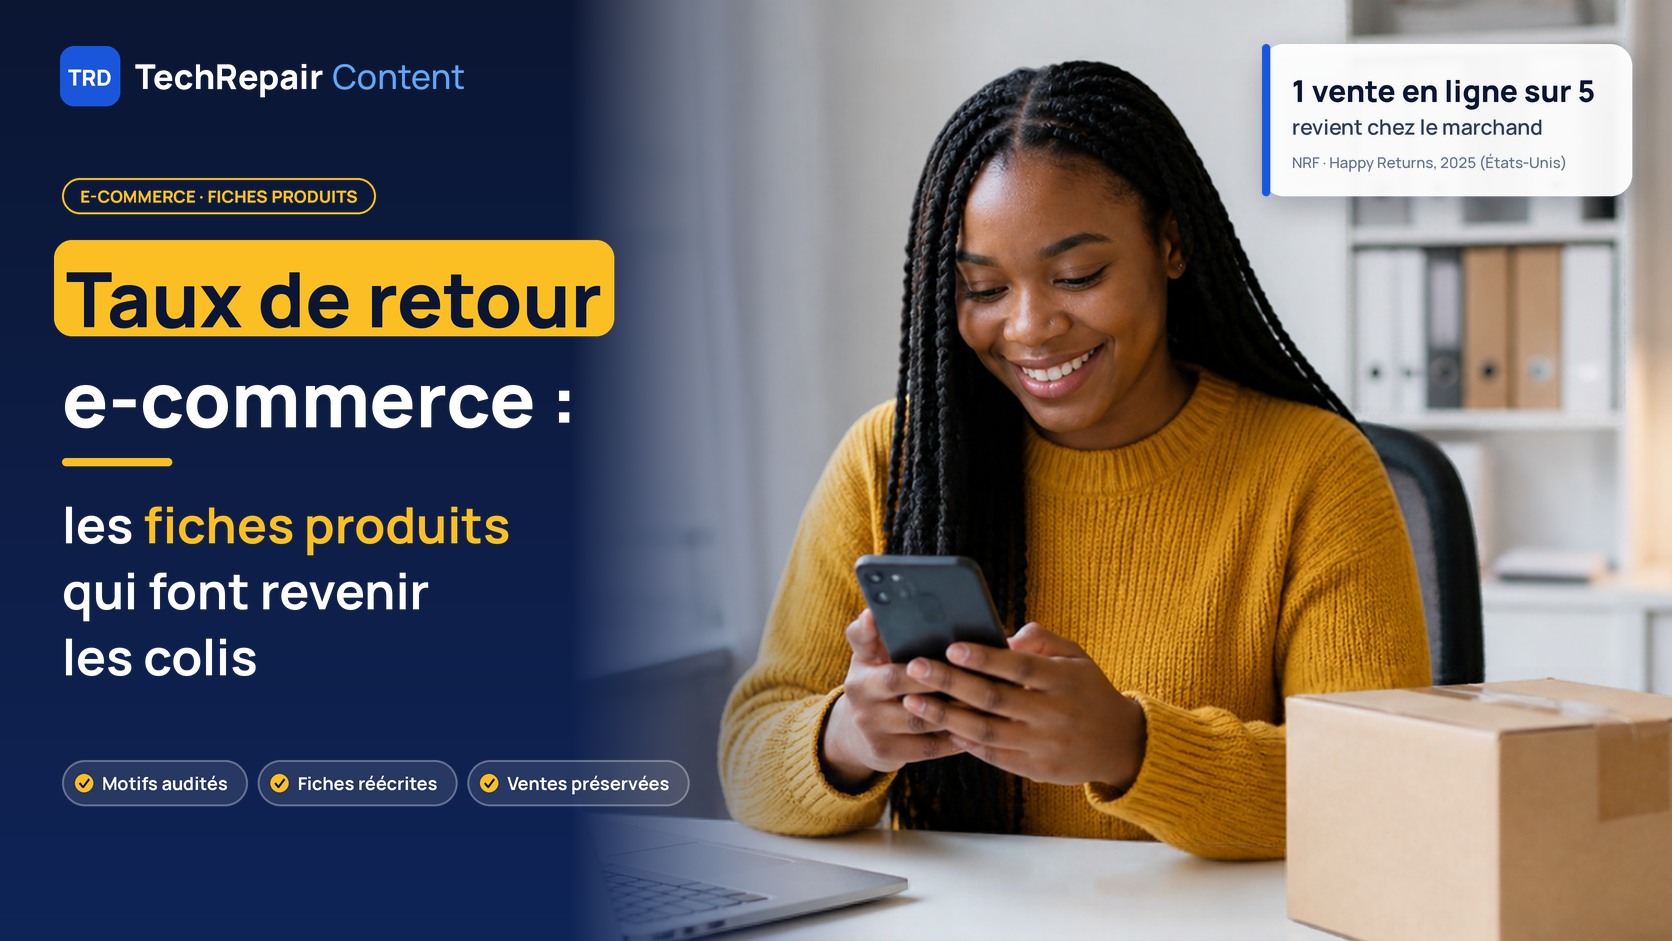 TRD
TechRepair Content
E-COMMERCE · FICHES PRODUITS
Taux de retour
e-commerce :
les fiches produits
qui font revenir
les colis
Motifs audités
Fiches réécrites
Ventes préservées
1 vente en ligne sur 5
revient chez le marchand
NRF · Happy Returns, 2025 (États-Unis)